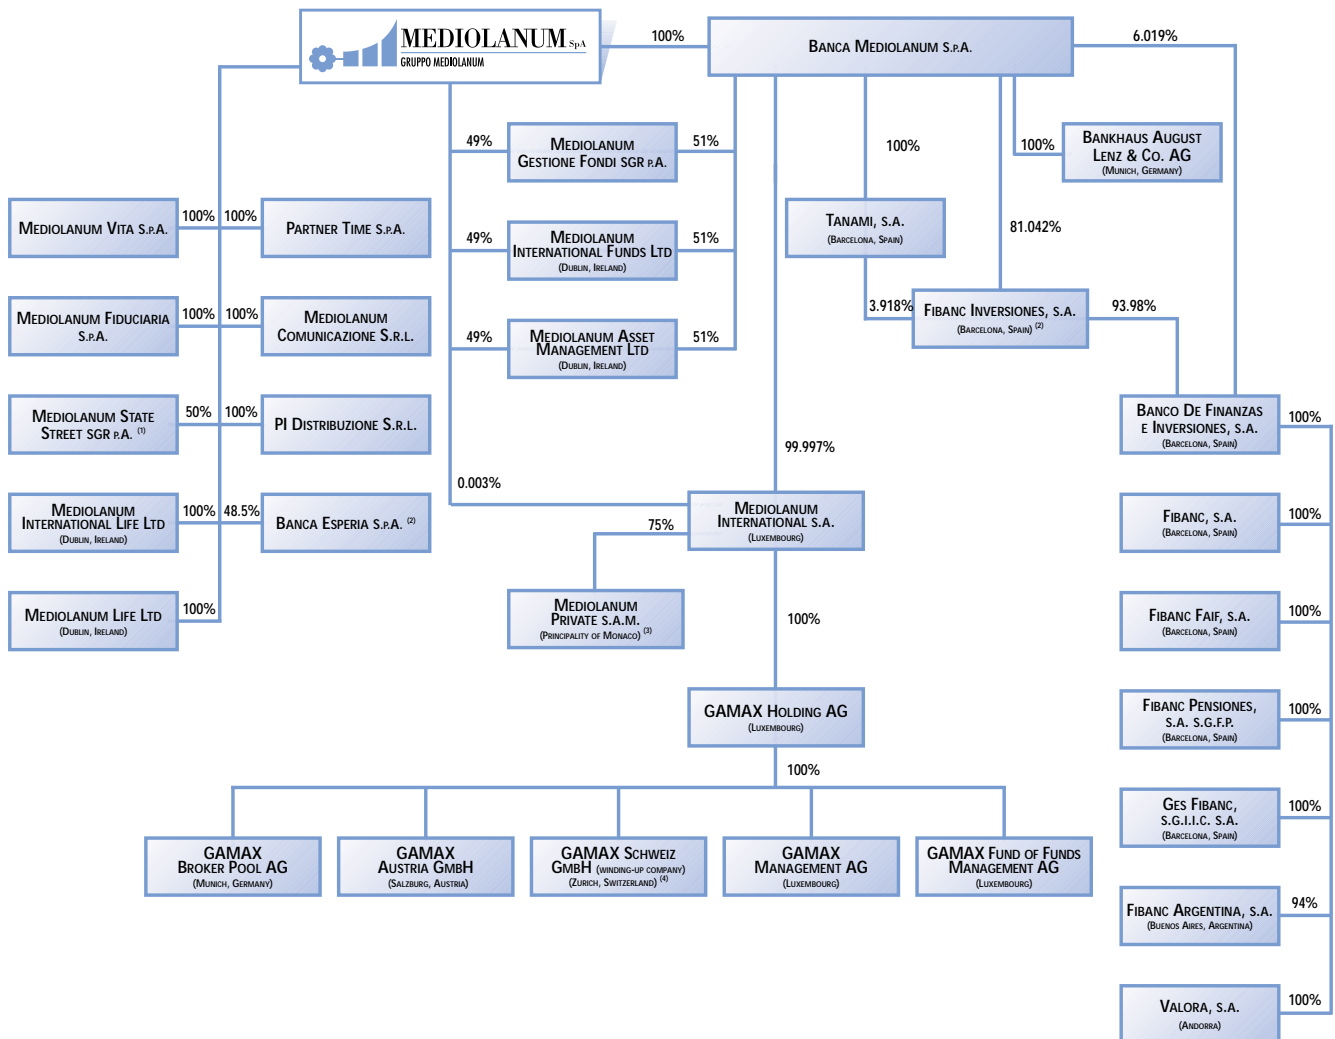 MEDIOLANUM SpA
GRUPPO MEDIOLANUM
100%
BANCA MEDIOLANUM S.P.A.
6.019%
49%
MEDIOLANUM
GESTIONE FONDI SGR P.A.
51%
100%
100%
BANKHAUS AUGUST
LENZ & CO. AG
(MUNICH, GERMANY)
MEDIOLANUM VITA S.P.A.
100%
100%
PARTNER TIME S.P.A.
49%
MEDIOLANUM
INTERNATIONAL FUNDS LTD
(DUBLIN, IRELAND)
51%
TANAMI, S.A.
(BARCELONA, SPAIN)
81.042%
MEDIOLANUM FIDUCIARIA
S.P.A.
100%
100%
MEDIOLANUM
COMUNICAZIONE S.R.L.
49%
MEDIOLANUM ASSET
MANAGEMENT LTD
(DUBLIN, IRELAND)
51%
3.918%
FIBANC INVERSIONES, S.A.
(BARCELONA, SPAIN) (2)
93.98%
MEDIOLANUM STATE
STREET SGR P.A. (1)
50%
100%
PI DISTRIBUZIONE S.R.L.
99.997%
BANCO DE FINANZAS
E INVERSIONES, S.A.
(BARCELONA, SPAIN)
100%
0.003%
MEDIOLANUM
INTERNATIONAL LIFE LTD
(DUBLIN, IRELAND)
100%
48.5%
BANCA ESPERIA S.P.A. (2)
75%
MEDIOLANUM
INTERNATIONAL S.A.
(LUXEMBOURG)
FIBANC, S.A.
(BARCELONA, SPAIN)
100%
MEDIOLANUM LIFE LTD
(DUBLIN, IRELAND)
100%
MEDIOLANUM
PRIVATE S.A.M.
(PRINCIPALITY OF MONACO) (3)
100%
FIBANC FAIF, S.A.
(BARCELONA, SPAIN)
100%
GAMAX HOLDING AG
(LUXEMBOURG)
FIBANC PENSIONES,
S.A. S.G.F.P.
(BARCELONA, SPAIN)
100%
100%
GES FIBANC,
S.G.I.I.C. S.A.
(BARCELONA, SPAIN)
100%
GAMAX
BROKER POOL AG
(MUNICH, GERMANY)
GAMAX
AUSTRIA GMBH
(SALZBURG, AUSTRIA)
GAMAX SCHWEIZ
GMBH (WINDING-UP COMPANY)
(ZURICH, SWITZERLAND) (4)
GAMAX
MANAGEMENT AG
(LUXEMBOURG)
GAMAX FUND OF FUNDS
MANAGEMENT AG
(LUXEMBOURG)
FIBANC ARGENTINA, S.A.
(BUENOS AIRES, ARGENTINA)
94%
VALORA, S.A.
(ANDORRA)
100%